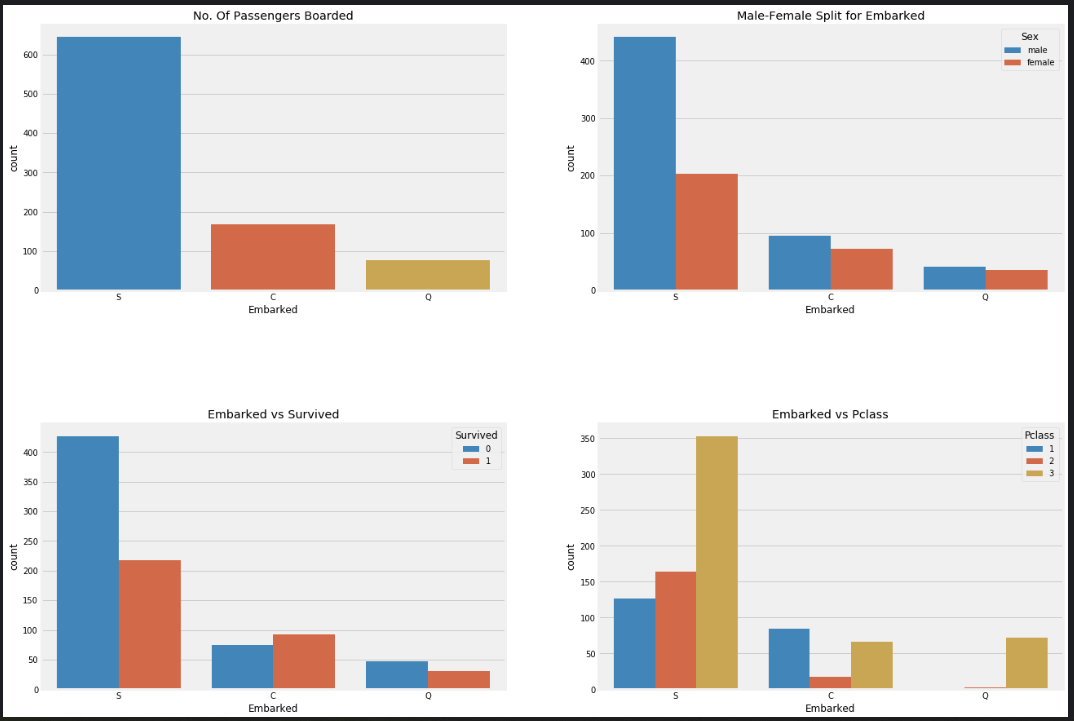 No. Of Passengers Boarded
600
500
400
300
200
100
0
count
S C Q
Embarked
Male-Female Split for Embarked
Sex
male
female
400
300
200
100
0
count
S C Q
Embarked
Embarked vs Survived
Survived
0
1
400
350
300
250
200
150
100
50
0
count
S C Q
Embarked
Embarked vs Pclass
Pclass
1
2
3
350
300
250
200
150
100
50
0
count
S C Q
Embarked